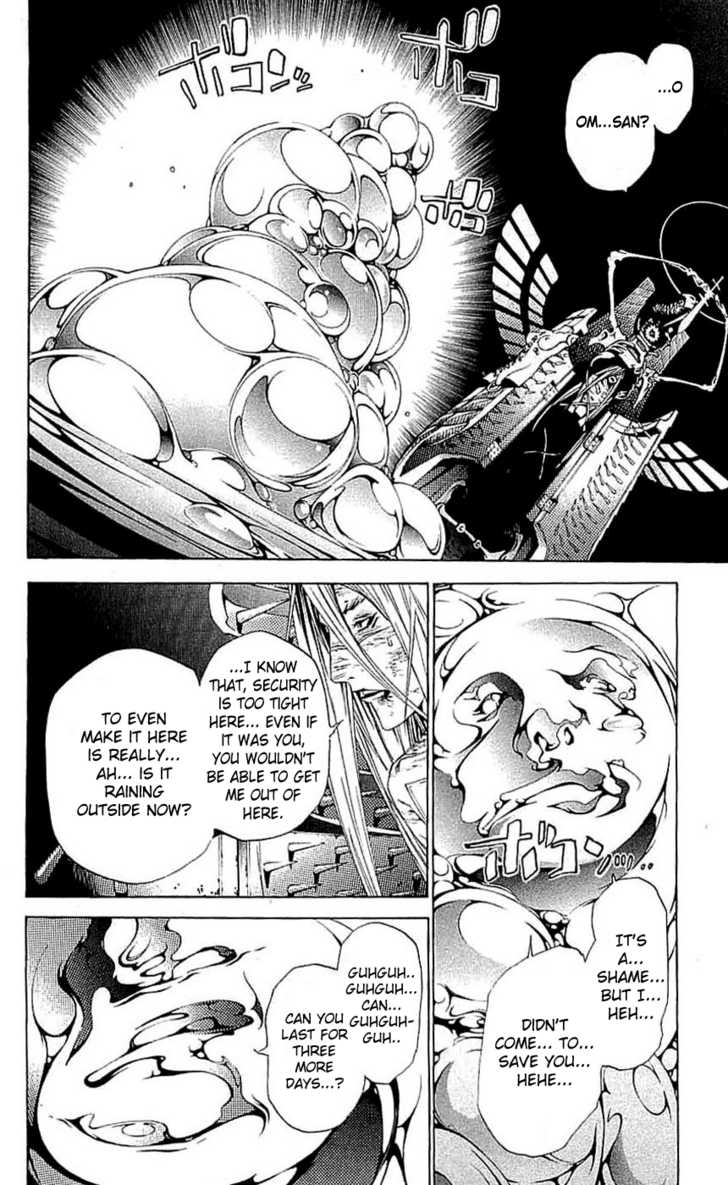 ...O
OM...SAN?
ボコン
ボコ
ボコ
IT'S
A...
SHAME...
BUT I...
HEH...
DIDN'T
COME... TO...
SAVE YOU...
HEHE...
ボコン...
...I KNOW
THAT, SECURITY
IS TOO TIGHT
HERE... EVEN IF
IT WAS YOU,
YOU WOULDN'T
BE ABLE TO GET
ME OUT OF
HERE.
TO EVEN
MAKE IT HERE
IS REALLY...
AH... IS IT
RAINING
OUTSIDE NOW?
GUHGUH..
GUHGUH...
CAN...
GUHGUH-
GUH..
CAN YOU
LAST FOR
THREE
MORE
DAYS...?